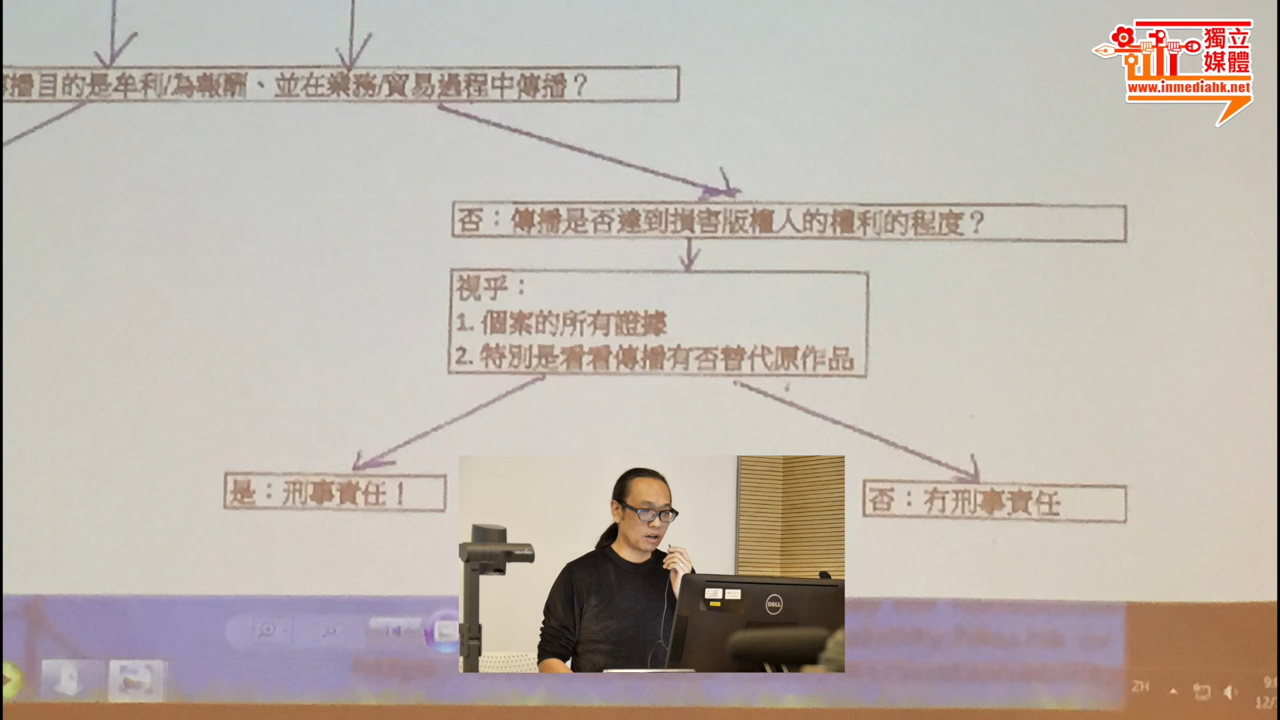 獨立
媒體
www.inmediahk.net
播目的是牟利/為報酬、並在業務/貿易過程中傳播？
否：傳播是否達到損害版權人的權利的程度？
視乎：
1. 個案的所有證據
2. 特別是看看傳播有否替代原作品
是：刑事責任！
否：冇刑事責任
DELL
ZH